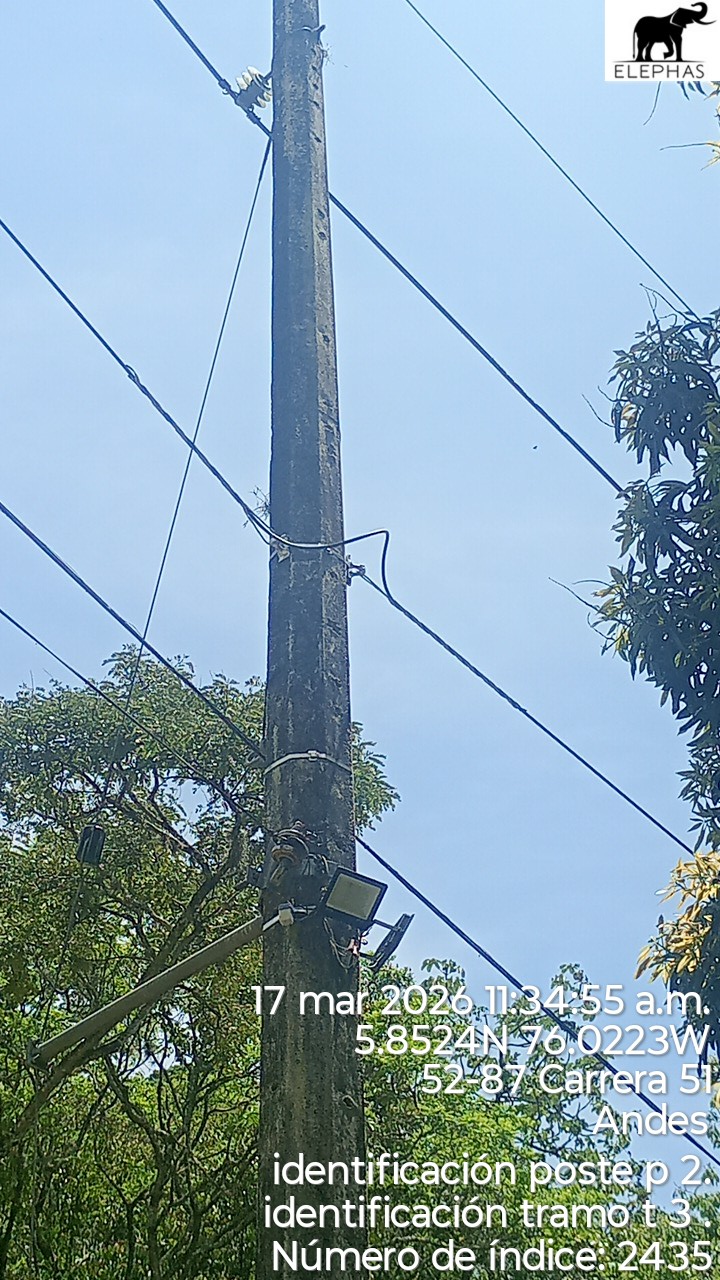 ELEPHAS
17 mar 2026 11:34:55 a.m.
5.8524N 76.0223W
52-87 Carrera 51
Andes
identificación poste p 2.
identificación tramo t 3 .
Número de índice: 2435